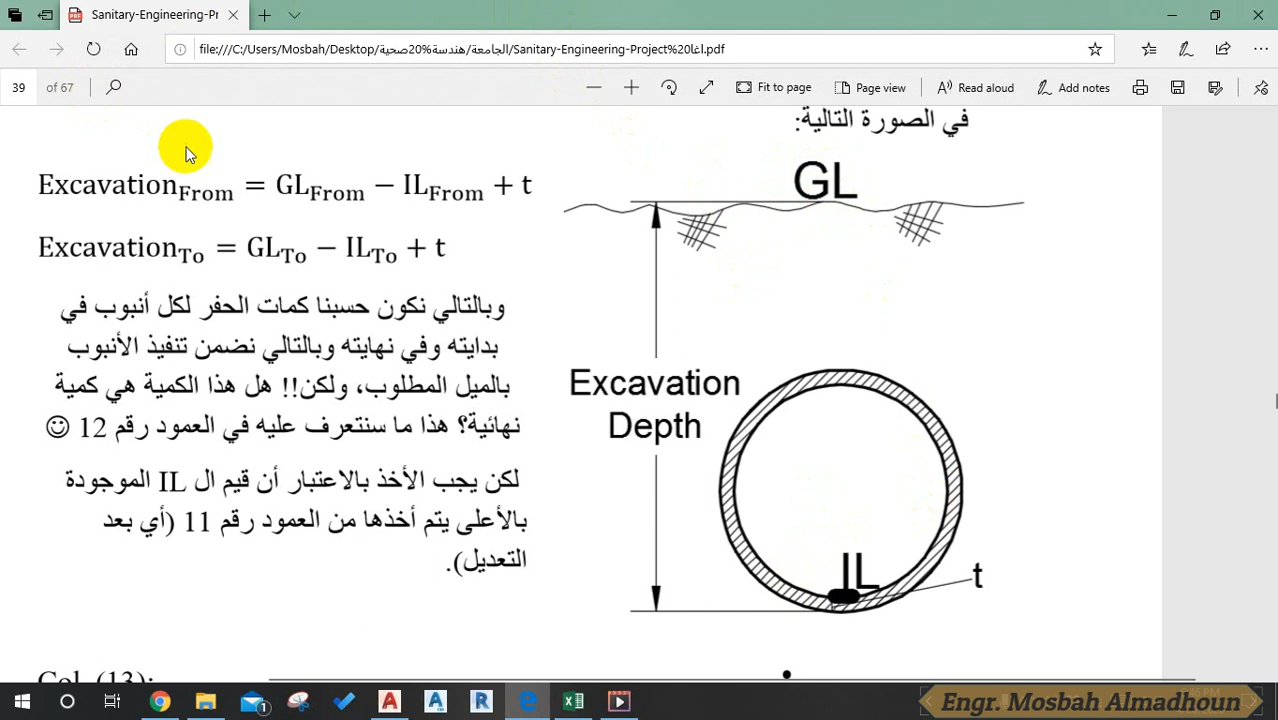 Sanitary-Engineering-Pr
file:///C:/Users/Mosbah/Desktop/الجامعة/هندسة%20صحية/Sanitary-Engineering-Project%20اغا.pdf
39 of 67
Fit to page
Page view
Read aloud
Add notes
في الصورة التالية:
GL
Excavation_From = GL_From − IL_From + t
Excavation_To = GL_To − IL_To + t
وبالتالي نكون حسبنا كمات الحفر لكل أنبوب في
بدايته وفي نهايته وبالتالي نضمن تنفيذ الأنبوب
بالميل المطلوب، ولكن!! هل هذا الكمية هي كمية
نهائية؟ هذا ما سنتعرف عليه في العمود رقم 12 ☺
لكن يجب الأخذ بالاعتبار أن قيم ال IL الموجودة
بالأعلى يتم أخذها من العمود رقم 11 (أي بعد
التعديل).
Excavation
Depth
IL
t
Col. (13):
1
Engr. Mosbah Almadhoun